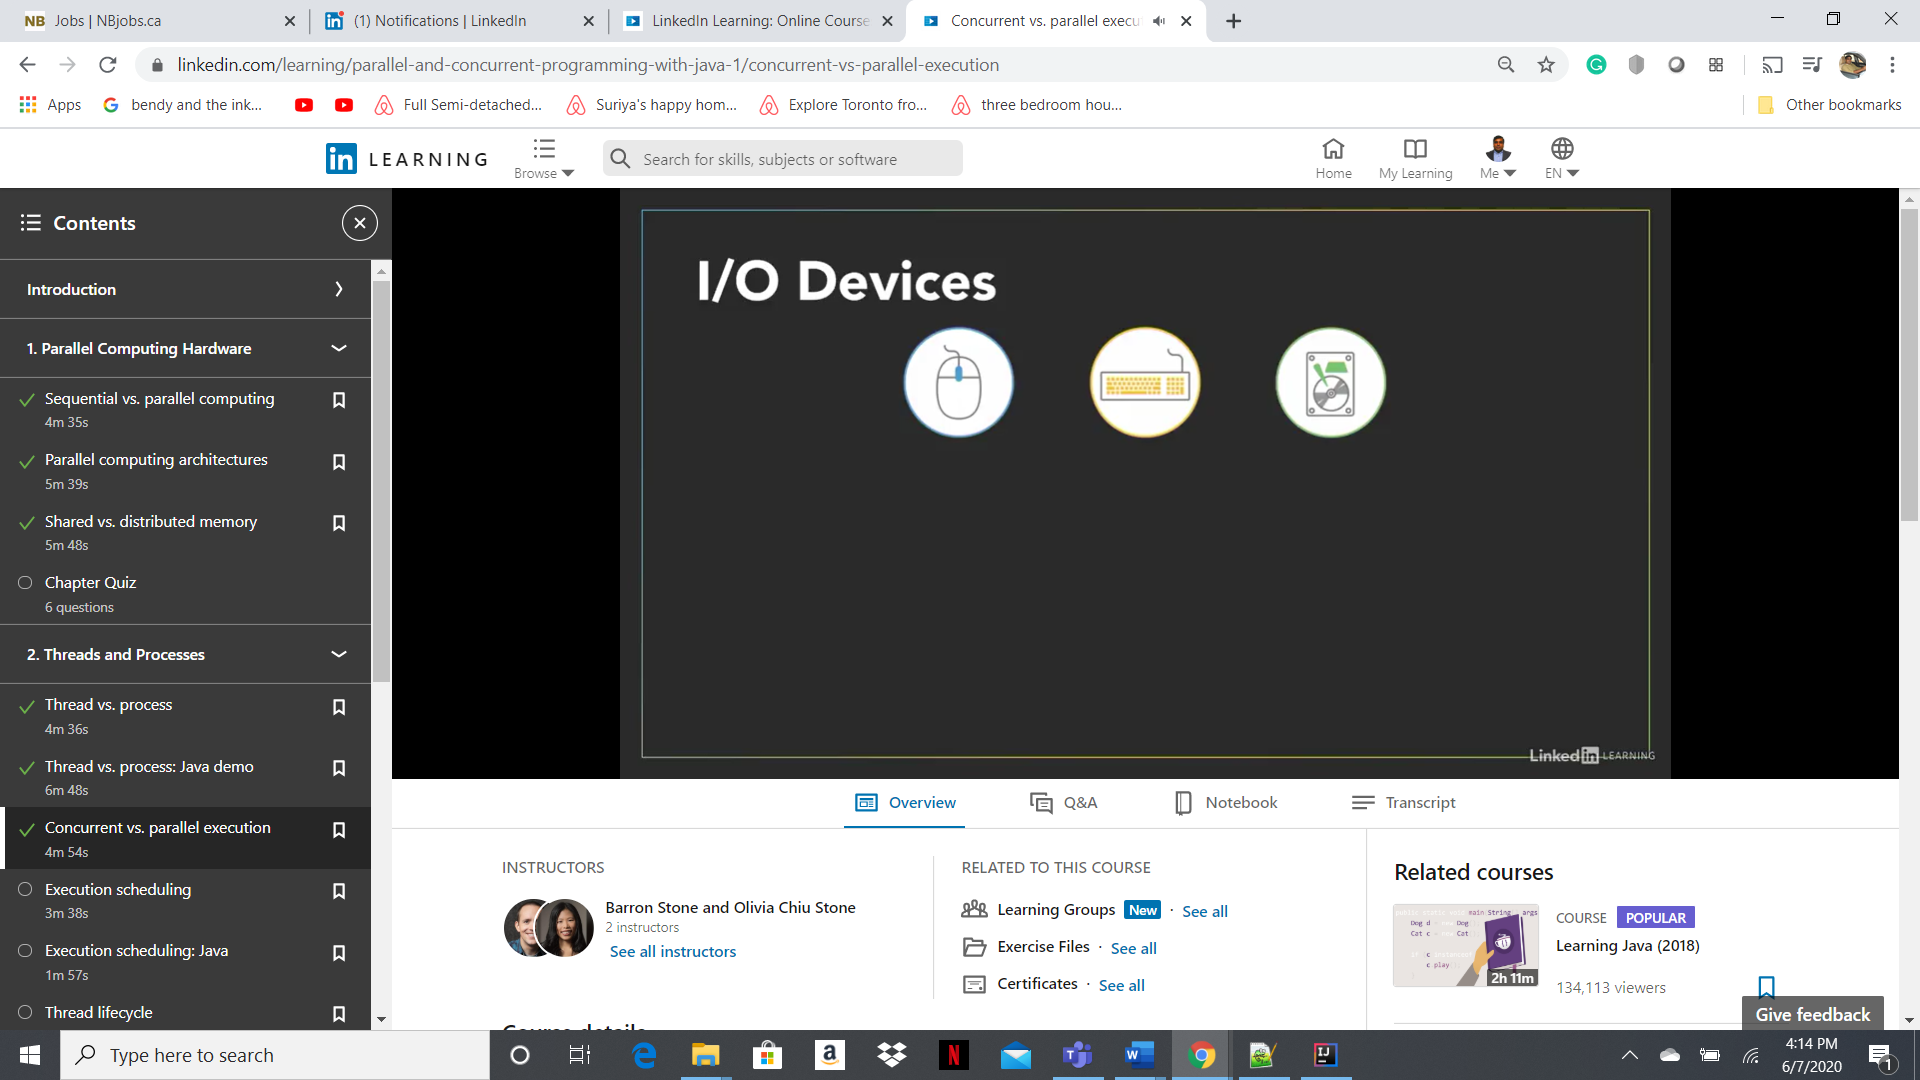 NB Jobs | NBjobs.ca
(1) Notifications | LinkedIn
LinkedIn Learning: Online Course
Concurrent vs. parallel execu
linkedin.com/learning/parallel-and-concurrent-programming-with-java-1/concurrent-vs-parallel-execution
Apps
bendy and the ink...
Full Semi-detached...
Suriya's happy hom...
Explore Toronto fro...
three bedroom hou...
Other bookmarks
in LEARNING
Browse
Search for skills, subjects or software
Home
My Learning
Me
EN
Contents
Introduction
1. Parallel Computing Hardware
Sequential vs. parallel computing
4m 35s
Parallel computing architectures
5m 39s
Shared vs. distributed memory
5m 48s
Chapter Quiz
6 questions
2. Threads and Processes
Thread vs. process
4m 36s
Thread vs. process: Java demo
6m 48s
Concurrent vs. parallel execution
4m 54s
Execution scheduling
3m 38s
Execution scheduling: Java
1m 57s
Thread lifecycle
I/O Devices
Linked in LEARNING
Overview
Q&A
Notebook
Transcript
INSTRUCTORS
Barron Stone and Olivia Chiu Stone
2 instructors
See all instructors
RELATED TO THIS COURSE
Learning Groups New · See all
Exercise Files · See all
Certificates · See all
Related courses
COURSE POPULAR
Learning Java (2018)
2h 11m
134,113 viewers
Give feedback
Type here to search
4:14 PM
6/7/2020
1